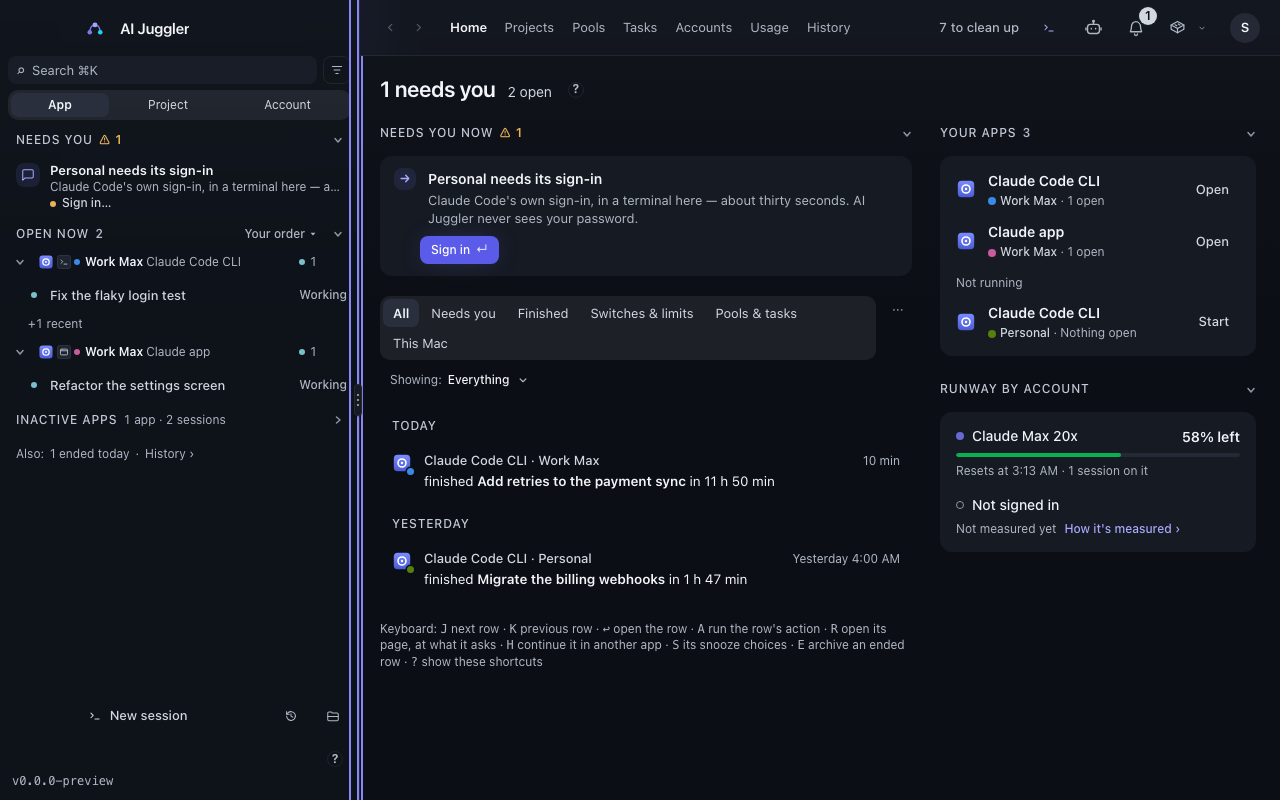 AI Juggler
Search ⌘K
App
Project
Account
NEEDS YOU 1
Personal needs its sign-in
Claude Code's own sign-in, in a terminal here — a…
Sign in…
OPEN NOW 2
Your order
Work Max Claude Code CLI
1
Fix the flaky login test
Working
+1 recent
Work Max Claude app
1
Refactor the settings screen
Working
INACTIVE APPS 1 app · 2 sessions
Also: 1 ended today · History ›
New session
?
v0.0.0-preview
Home
Projects
Pools
Tasks
Accounts
Usage
History
7 to clean up
1
S
1 needs you
2 open
?
NEEDS YOU NOW 1
Personal needs its sign-in
Claude Code's own sign-in, in a terminal here — about thirty seconds. AI
Juggler never sees your password.
Sign in ↵
All
Needs you
Finished
Switches & limits
Pools & tasks
This Mac
…
Showing: Everything
TODAY
Claude Code CLI · Work Max
10 min
finished Add retries to the payment sync in 11 h 50 min
YESTERDAY
Claude Code CLI · Personal
Yesterday 4:00 AM
finished Migrate the billing webhooks in 1 h 47 min
Keyboard: J next row · K previous row · ↩ open the row · A run the row's action · R open its
page, at what it asks · H continue it in another app · S its snooze choices · E archive an ended
row · ? show these shortcuts
YOUR APPS 3
Claude Code CLI
Work Max · 1 open
Open
Claude app
Work Max · 1 open
Open
Not running
Claude Code CLI
Personal · Nothing open
Start
RUNWAY BY ACCOUNT
Claude Max 20x
58% left
Resets at 3:13 AM · 1 session on it
Not signed in
Not measured yet How it's measured ›